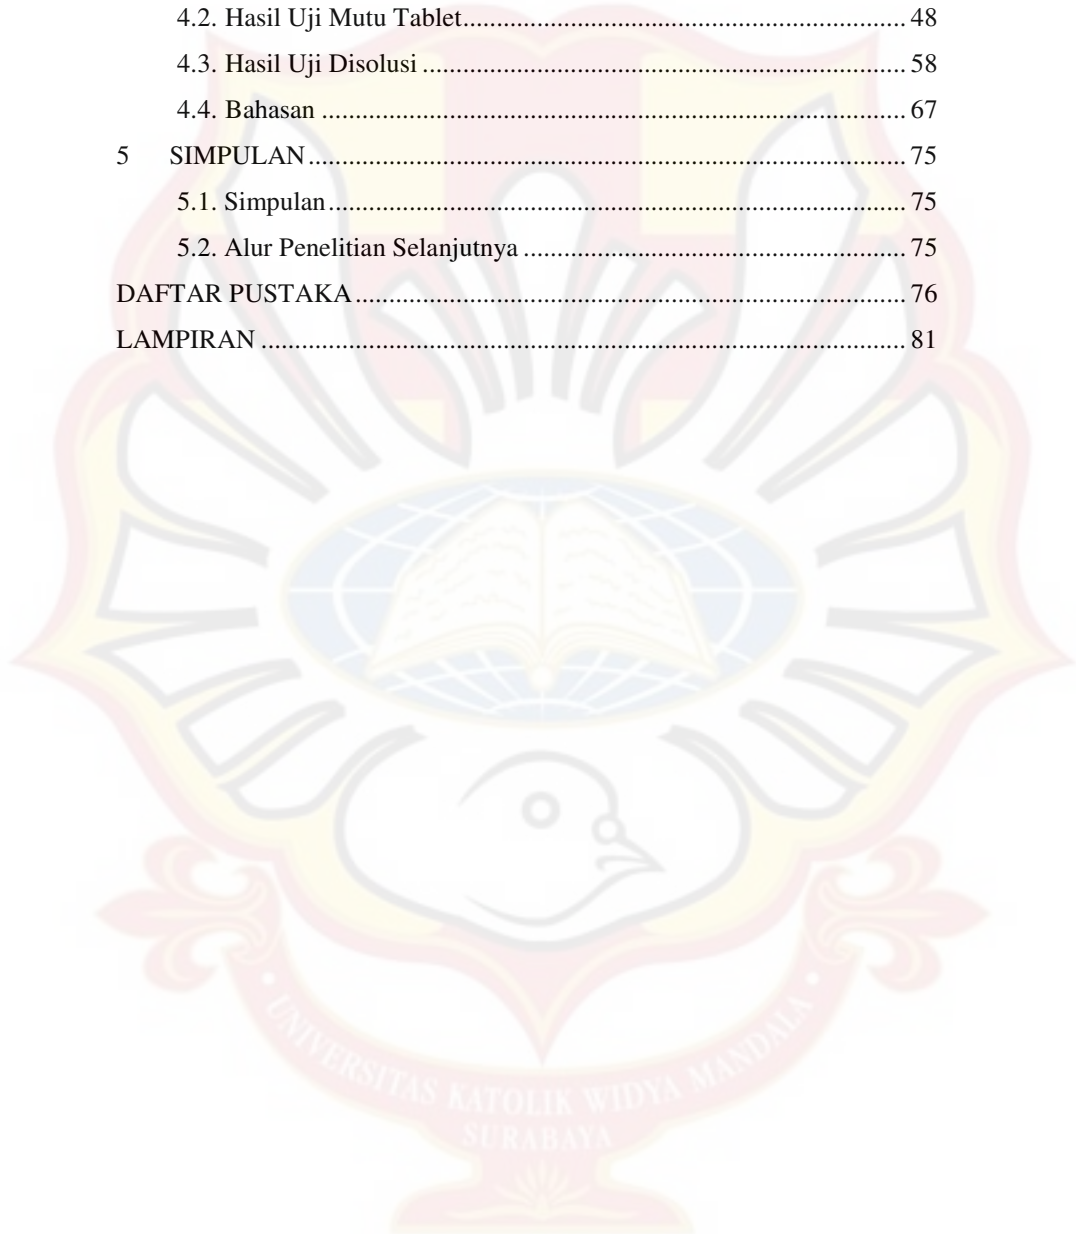 4.2. Hasil Uji Mutu Tablet.................................................................. 48
4.3. Hasil Uji Disolusi ........................................................................ 58
4.4. Bahasan ....................................................................................... 67
5 SIMPULAN......................................................................................... 75
5.1. Simpulan...................................................................................... 75
5.2. Alur Penelitian Selanjutnya ......................................................... 75
DAFTAR PUSTAKA.................................................................................. 76
LAMPIRAN ................................................................................................ 81
• UNIVERSITAS KATOLIK WIDYA MANDALA •
SURABAYA